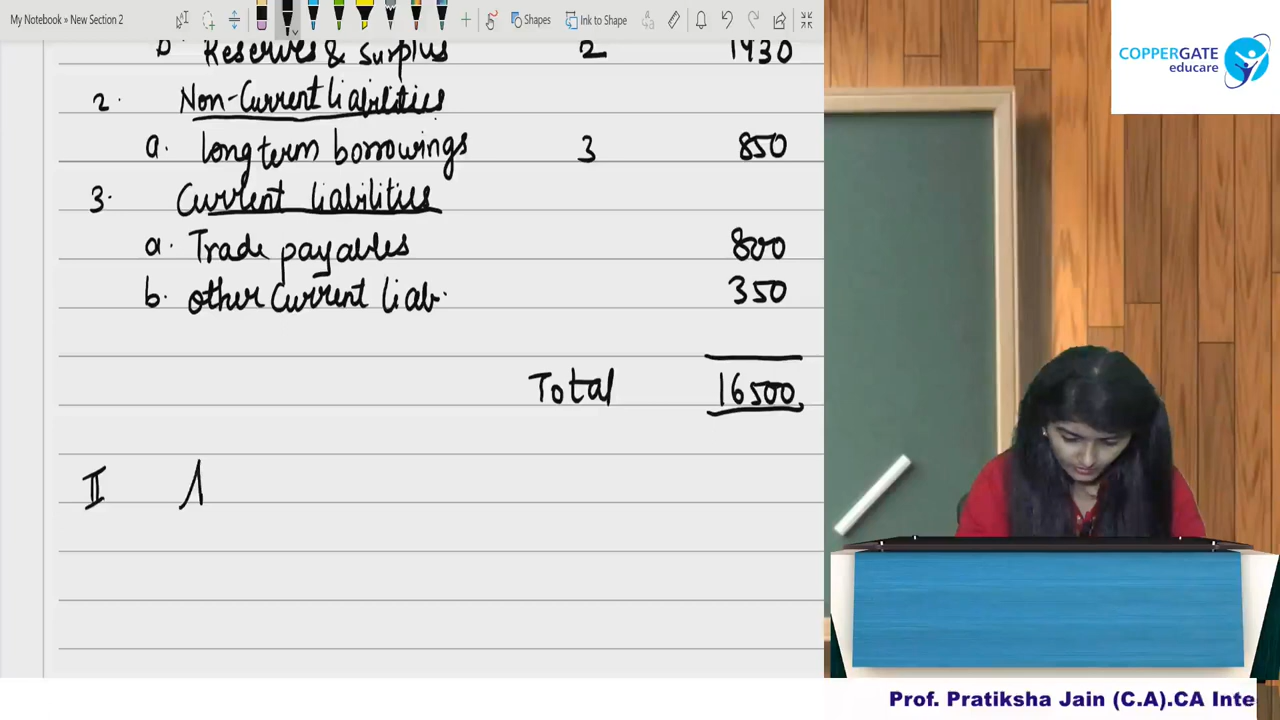 My Notebook » New Section 2
Shapes
Ink to Shape
COPPERGATE
educare
b. Reserves & Surplus 2 1930
2. Non-Current liabilities
a. long term borrowings 3 850
3. Current liabilities
a. Trade payables 800
b. other Current liab.
350
Total 16500
II
Prof. Pratiksha Jain (C.A).CA Inte